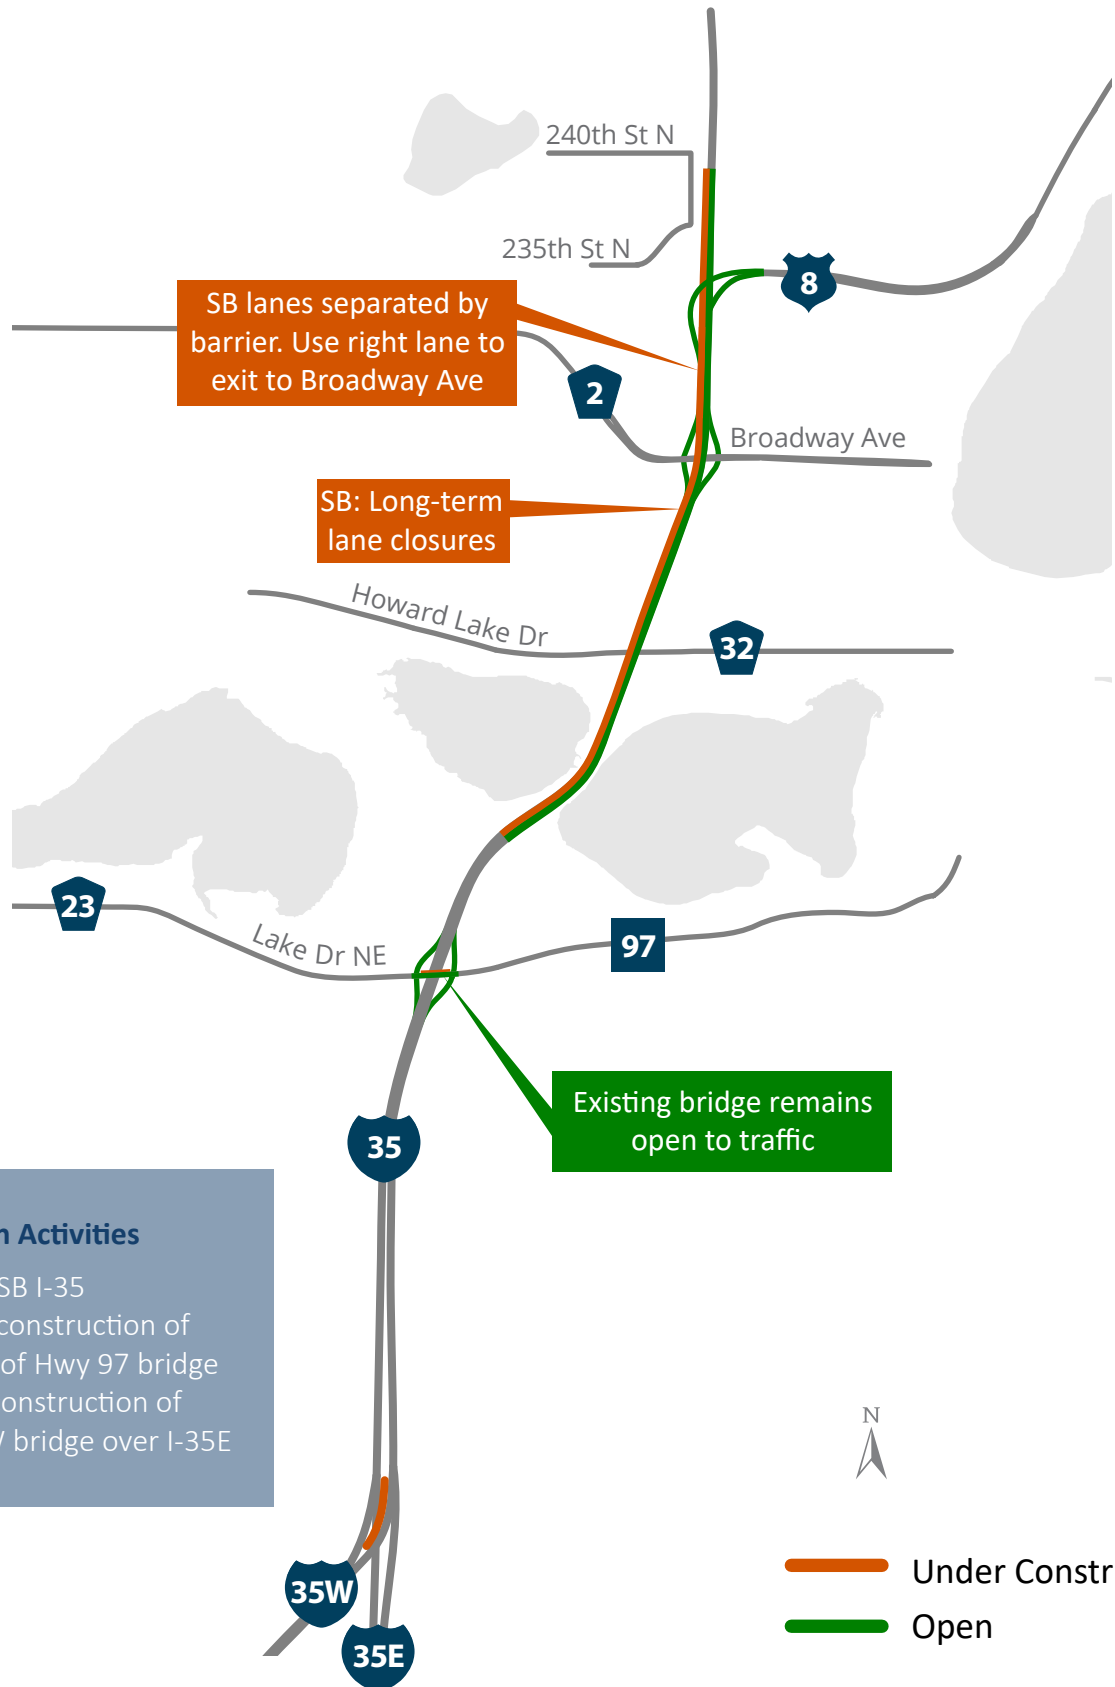 240th St N
235th St N
8
SB lanes separated by
barrier. Use right lane to
exit to Broadway Ave
2
Broadway Ave
SB: Long-term
lane closures
Howard Lake Dr
32
23
Lake Dr NE
97
Existing bridge remains
open to traffic
35
Activities
SB I-35
construction of
of Hwy 97 bridge
onstruction of
bridge over I-35E
N
35W
35E
Under Constr
Open